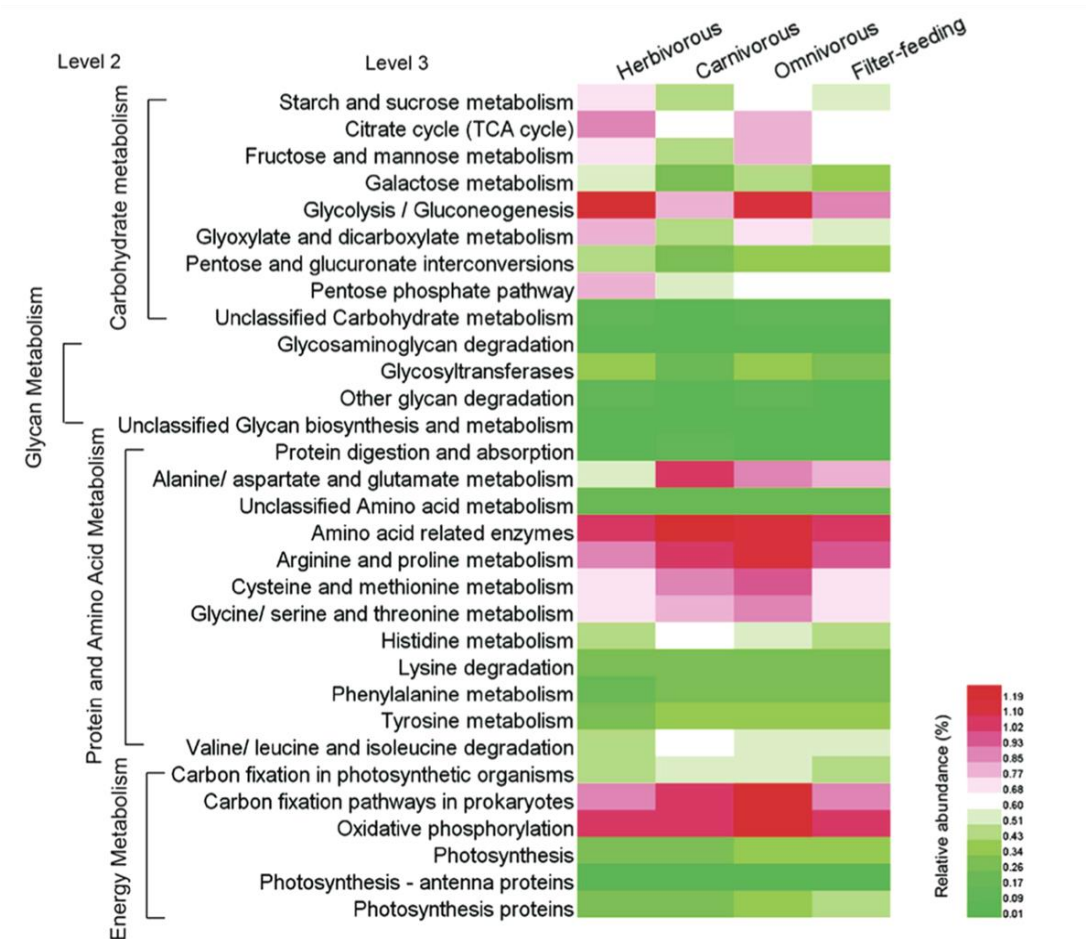 Level 2
Level 3
Herbivorous
Carnivorous
Omnivorous
Filter-feeding
Carbohydrate metabolism
Starch and sucrose metabolism
Citrate cycle (TCA cycle)
Fructose and mannose metabolism
Galactose metabolism
Glycolysis / Gluconeogenesis
Glyoxylate and dicarboxylate metabolism
Pentose and glucuronate interconversions
Pentose phosphate pathway
Unclassified Carbohydrate metabolism
Glycan Metabolism
Glycosaminoglycan degradation
Glycosyltransferases
Other glycan degradation
Unclassified Glycan biosynthesis and metabolism
Protein and Amino Acid Metabolism
Protein digestion and absorption
Alanine/ aspartate and glutamate metabolism
Unclassified Amino acid metabolism
Amino acid related enzymes
Arginine and proline metabolism
Cysteine and methionine metabolism
Glycine/ serine and threonine metabolism
Histidine metabolism
Lysine degradation
Phenylalanine metabolism
Tyrosine metabolism
Valine/ leucine and isoleucine degradation
Energy Metabolism
Carbon fixation in photosynthetic organisms
Carbon fixation pathways in prokaryotes
Oxidative phosphorylation
Photosynthesis
Photosynthesis - antenna proteins
Photosynthesis proteins
Relative abundance (%)
1.19
1.10
1.02
0.93
0.85
0.77
0.68
0.60
0.51
0.43
0.34
0.26
0.17
0.09
0.01